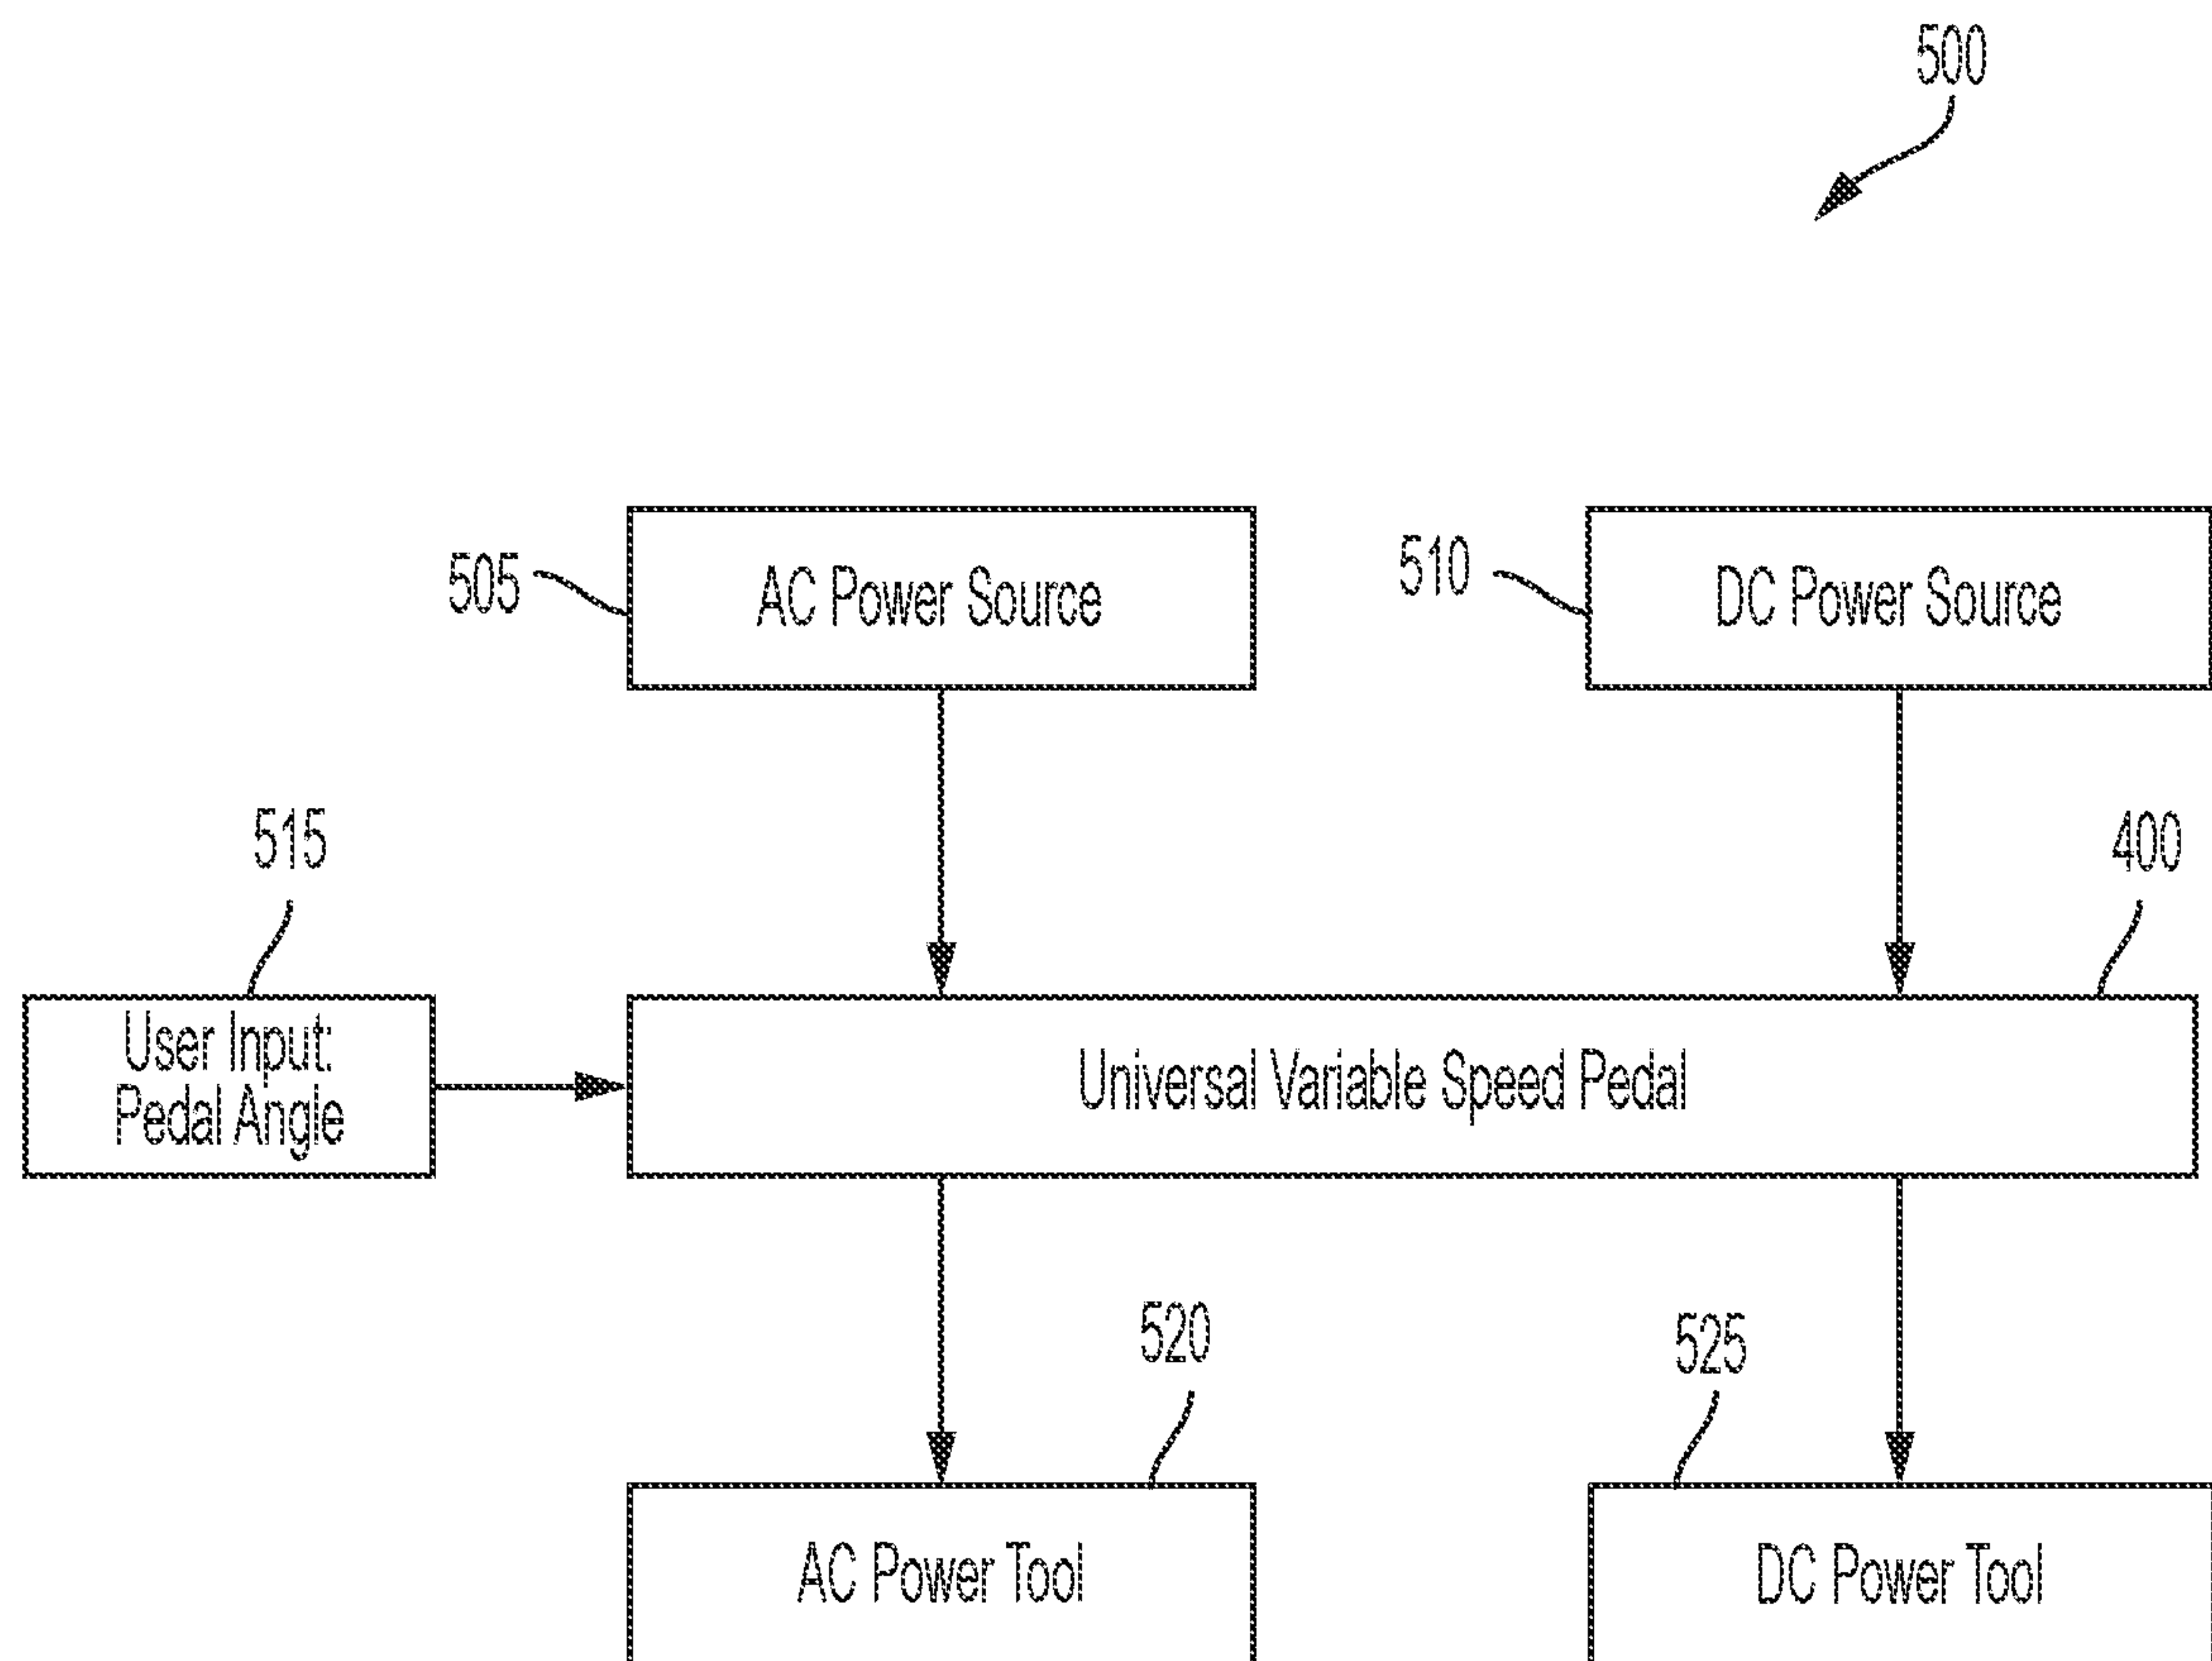 500
505
AC Power Source
510
DC Power Source
515
400
User Input:
Pedal Angle
Universal Variable Speed Pedal
520
525
AC Power Tool
DC Power Tool